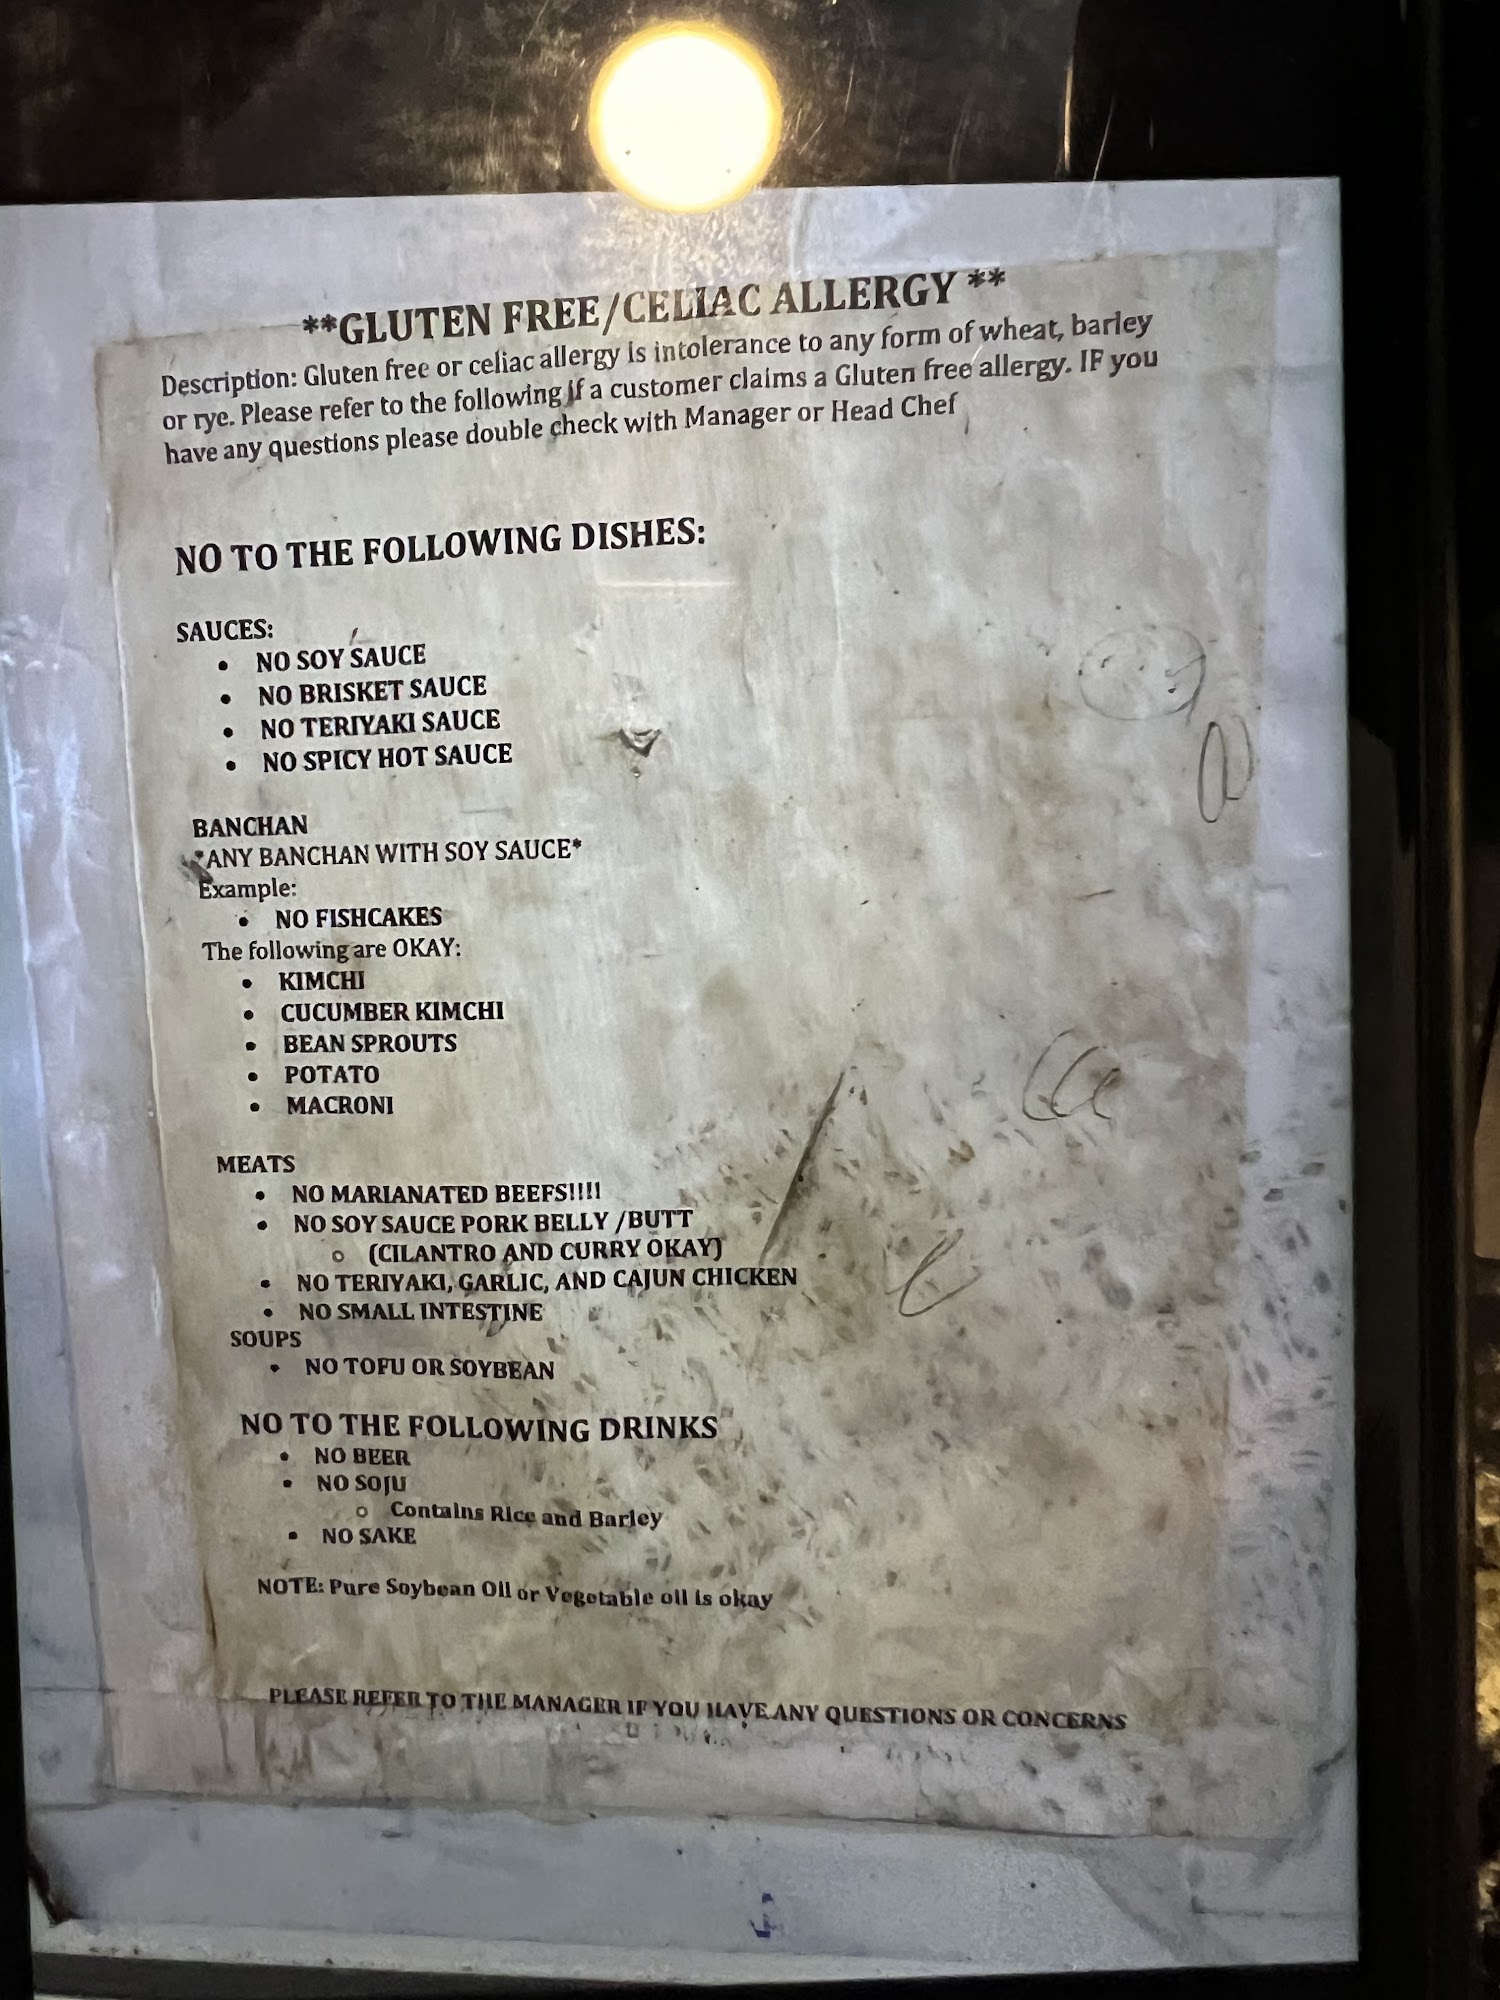 **GLUTEN FREE/CELIAC ALLERGY **
Description: Gluten free or celiac allergy is intolerance to any form of wheat, barley
or rye. Please refer to the following if a customer claims a Gluten free allergy. IF you
have any questions please double check with Manager or Head Chef
NO TO THE FOLLOWING DISHES:
SAUCES:
• NO SOY SAUCE
• NO BRISKET SAUCE
• NO TERIYAKI SAUCE
• NO SPICY HOT SAUCE
BANCHAN
*ANY BANCHAN WITH SOY SAUCE*
Example:
• NO FISHCAKES
The following are OKAY:
• KIMCHI
• CUCUMBER KIMCHI
• BEAN SPROUTS
• POTATO
• MACRONI
MEATS
• NO MARIANATED BEEFS!!!!
• NO SOY SAUCE PORK BELLY /BUTT
o (CILANTRO AND CURRY OKAY)
• NO TERIYAKI, GARLIC, AND CAJUN CHICKEN
• NO SMALL INTESTINE
SOUPS
• NO TOFU OR SOYBEAN
NO TO THE FOLLOWING DRINKS
• NO BEER
• NO SOJU
o Contains Rice and Barley
• NO SAKE
NOTE: Pure Soybean Oil or Vegetable oil is okay
PLEASE REFER TO THE MANAGER IF YOU HAVE ANY QUESTIONS OR CONCERNS